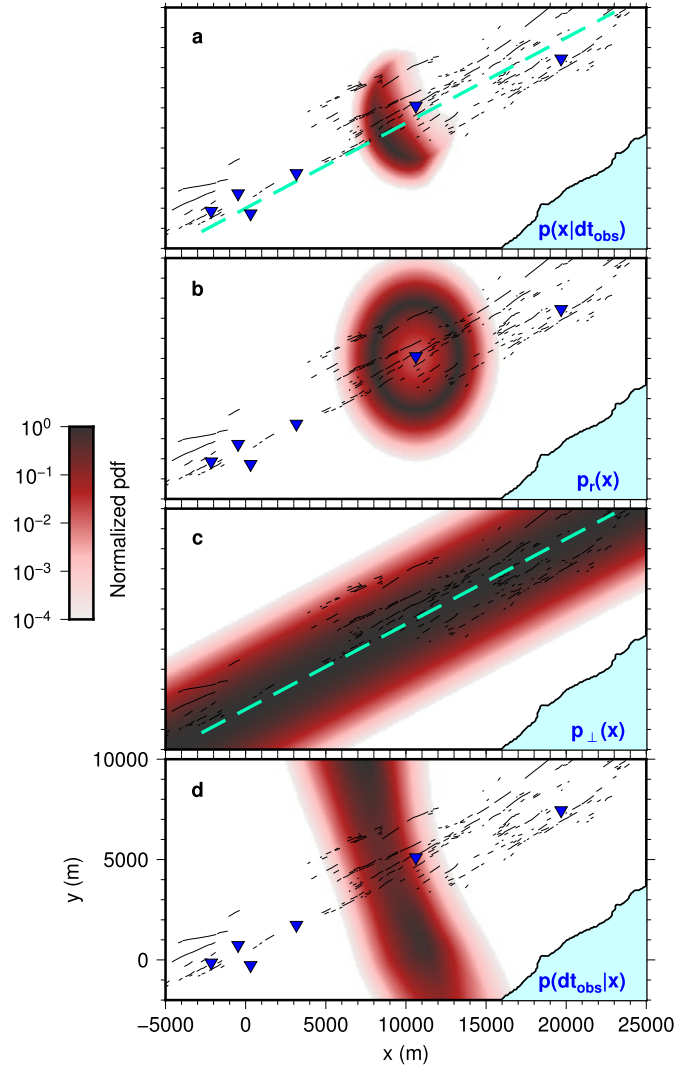 a
p(x|dt_obs)
b
p_r(x)
10^0
10^−1
10^−2
10^−3
10^−4
Normalized pdf
c
p_⊥(x)
d
p(dt_obs|x)
10000
5000
0
y (m)
−5000 0 5000 10000 15000 20000 25000
x (m)